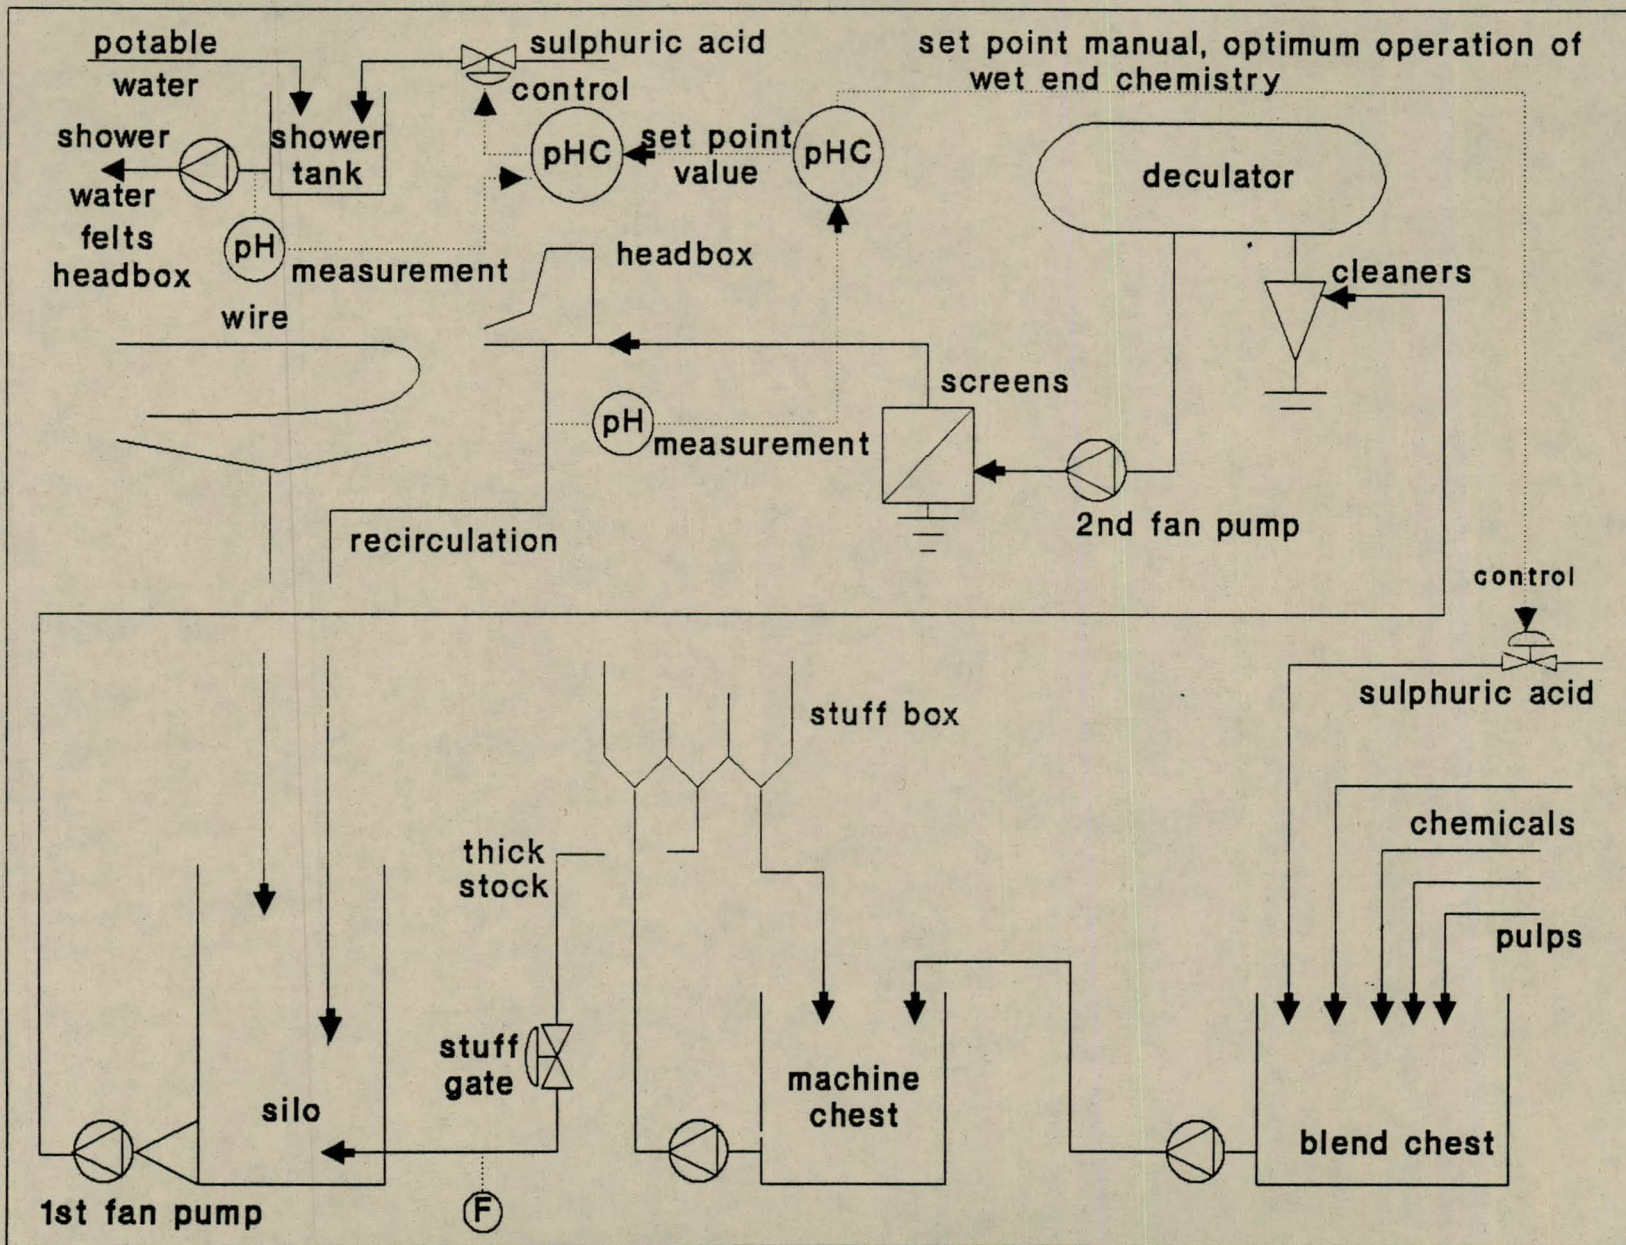 potable
water
sulphuric acid
control
set point manual, optimum operation of
wet end chemistry
shower
water
shower
tank
pHC
set point
value
pHC
deculator
felts
headbox
pH
measurement
headbox
cleaners
wire
screens
pH
measurement
recirculation
2nd fan pump
control
sulphuric acid
stuff box
chemicals
thick
stock
pulps
stuff
gate
machine
chest
silo
blend chest
1st fan pump
F